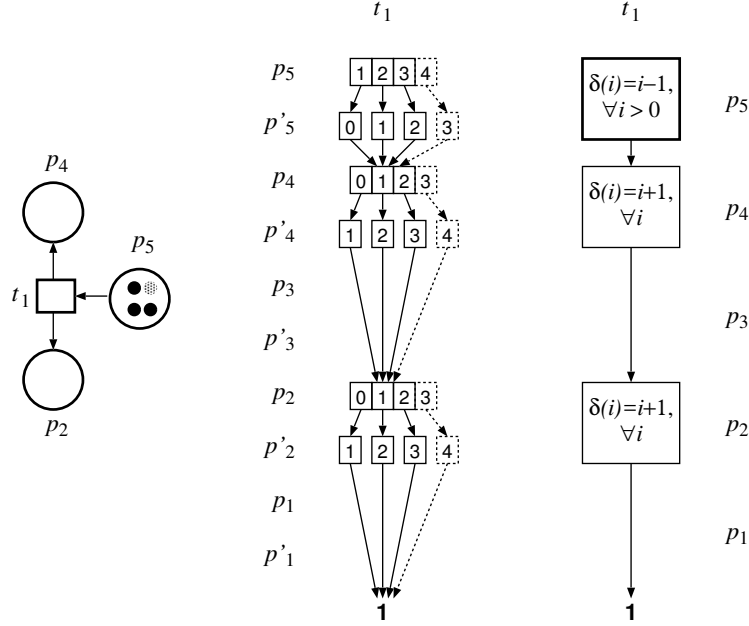 t1 t1
p5 1 2 3 4 δ(i)=i–1,
∀i > 0 p5
p'5 0 1 2 3
p4 p4 0 1 2 3 δ(i)=i+1,
∀i p4
p5 p'4 1 2 3 4
t1 p3 p3
p'3
p2 p2 0 1 2 3 δ(i)=i+1,
∀i p2
p'2 1 2 3 4
p1 p1
p'1
1 1